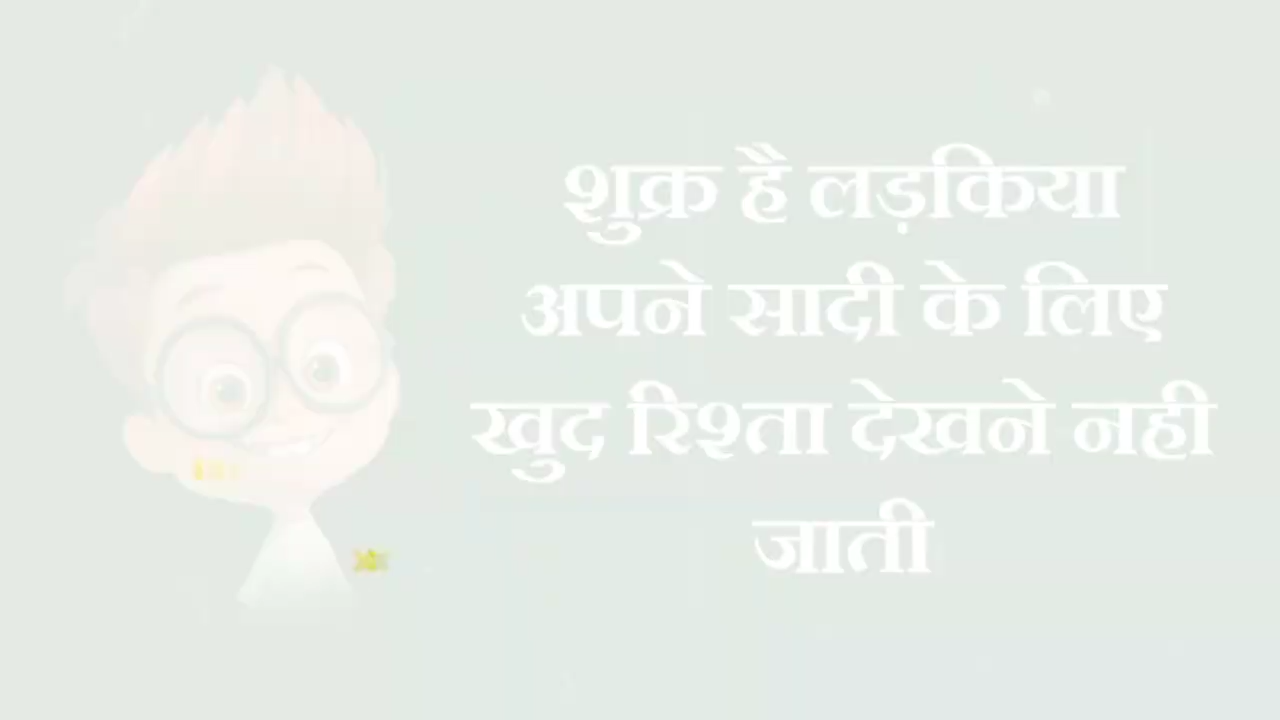 शुक्र है लड़किया
अपने सादी के लिए
खुद रिश्ता देखने नही
जाती